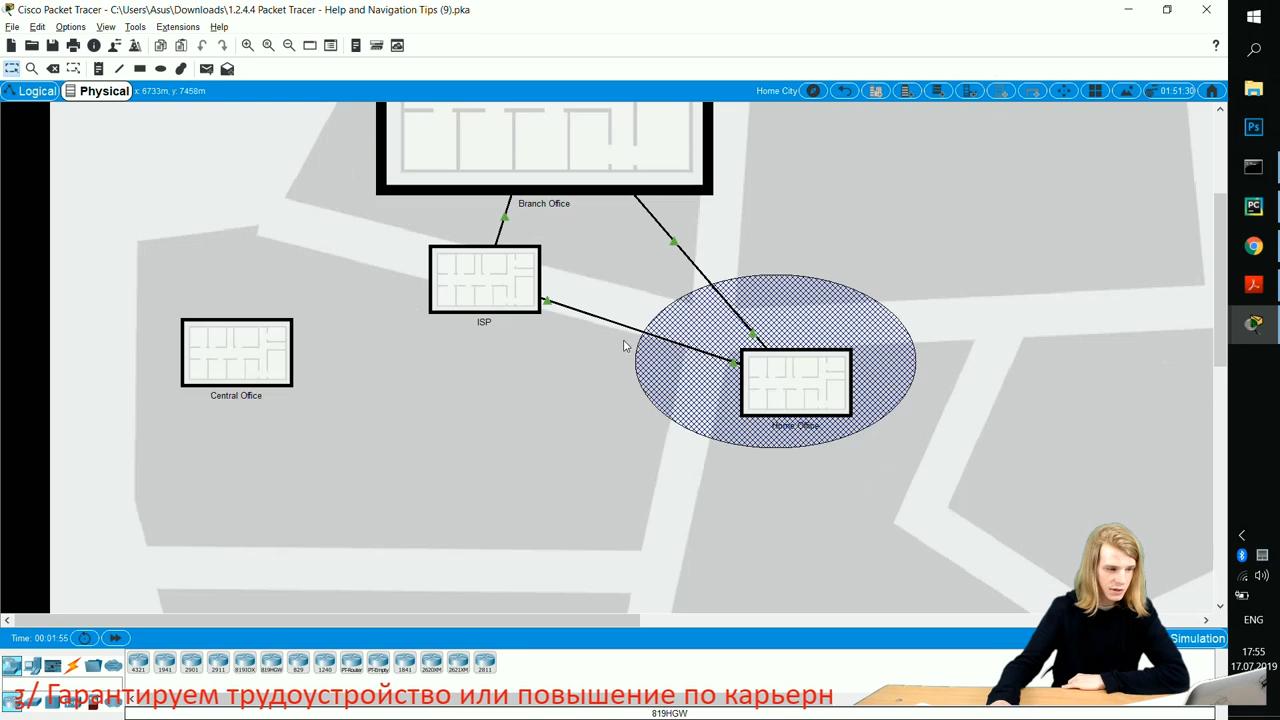 Cisco Packet Tracer - C:\Users\Asus\Downloads\1.2.4.4 Packet Tracer - Help and Navigation Tips (9).pka
File Edit Options View Tools Extensions Help
?
Logical Physical x: 6733m, y: 7458m Home City 01:51:30
Branch Office
ISP
Central Office
Home Office
Ps
PC
ENG
17:55
17.07.2019
Time: 00:01:55 Simulation
4321 1941 2901 2911 819IOX 819HGW 829 1240 PT-Router PT-Empty 1841 2620XM 2621XM 2811
з/ Гарантируем трудоустройство или повышение по карьерн
819HGW